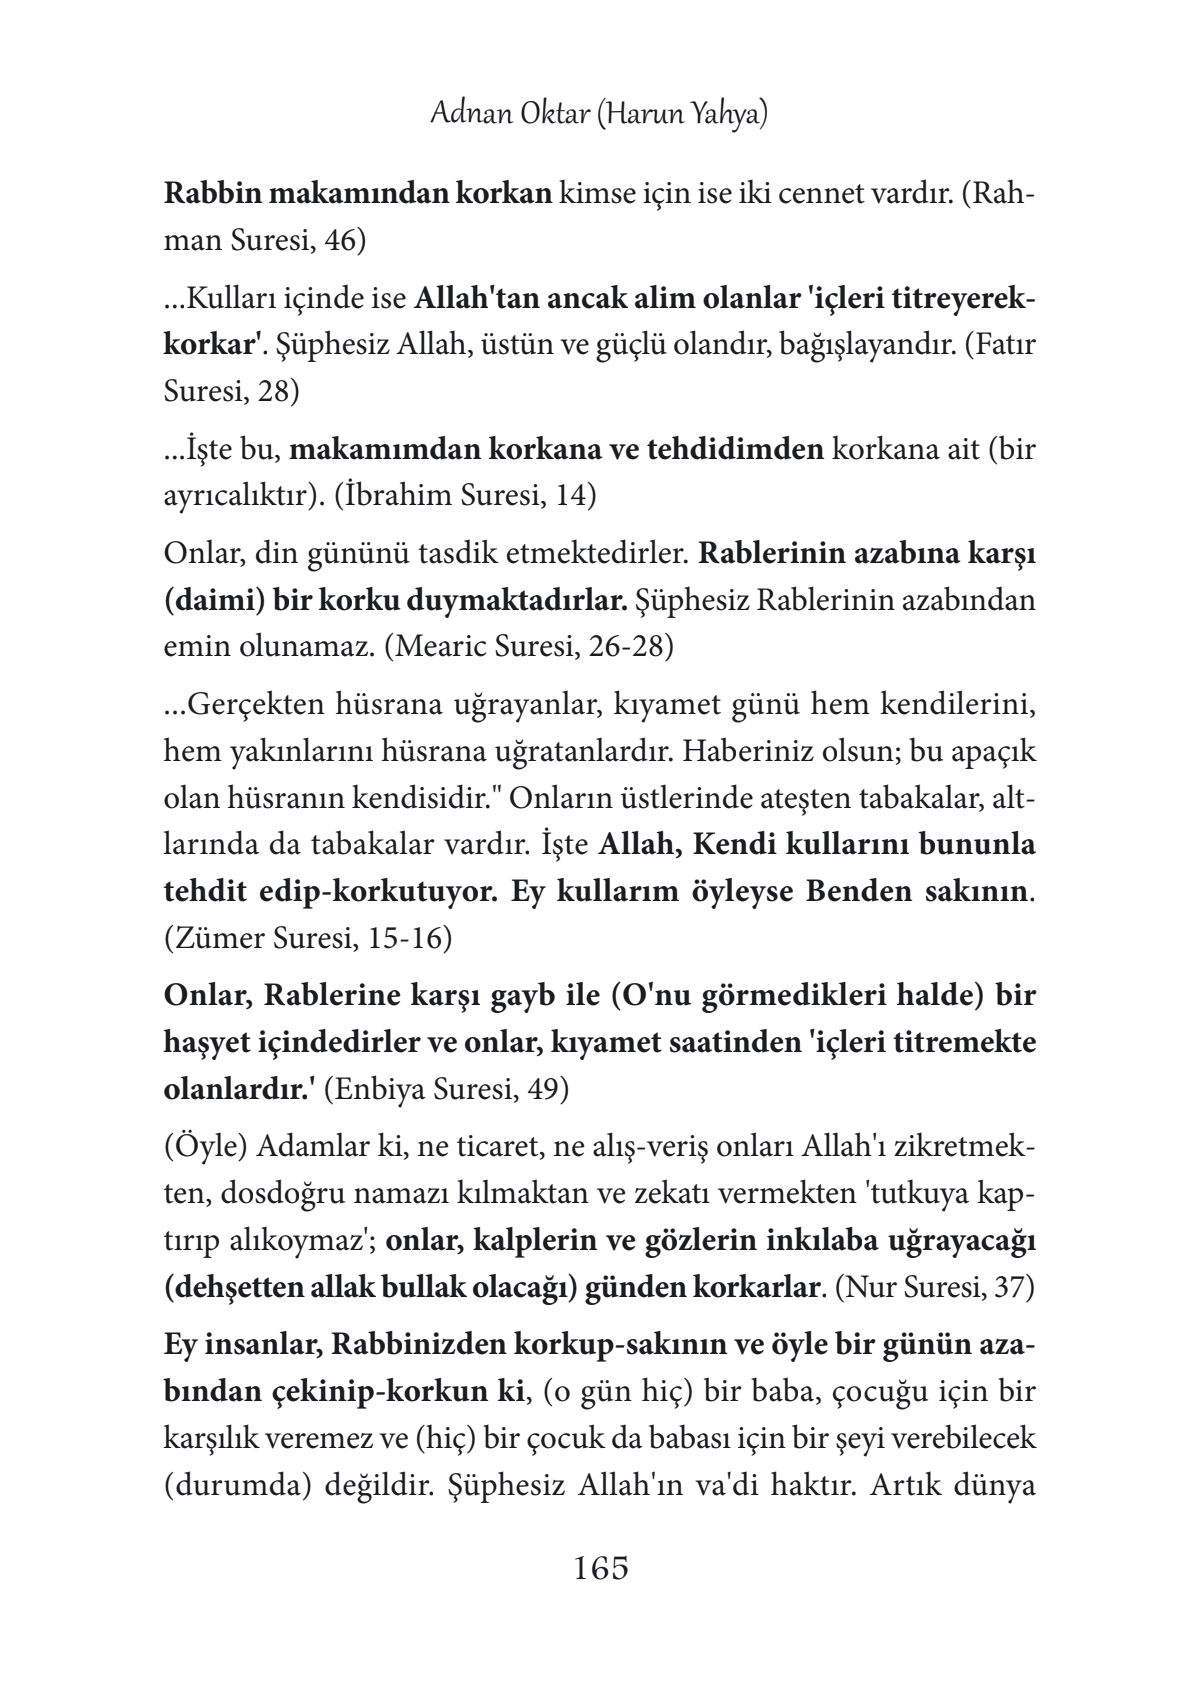 Adnan Oktar (Harun Yahya)
Rabbin makamından korkan kimse için ise iki cennet vardır. (Rah-
man Suresi, 46)
...Kulları içinde ise Allah'tan ancak alim olanlar 'içleri titreyerek-
korkar'. Şüphesiz Allah, üstün ve güçlü olandır, bağışlayandır. (Fatır
Suresi, 28)
...İşte bu, makamımdan korkana ve tehdidimden korkana ait (bir
ayrıcalıktır). (İbrahim Suresi, 14)
Onlar, din gününü tasdik etmektedirler. Rablerinin azabına karşı
(daimi) bir korku duymaktadırlar. Şüphesiz Rablerinin azabından
emin olunamaz. (Mearic Suresi, 26-28)
...Gerçekten hüsrana uğrayanlar, kıyamet günü hem kendilerini,
hem yakınlarını hüsrana uğratanlardır. Haberiniz olsun; bu apaçık
olan hüsranın kendisidir." Onların üstlerinde ateşten tabakalar, alt-
larında da tabakalar vardır. İşte Allah, Kendi kullarını bununla
tehdit edip-korkutuyor. Ey kullarım öyleyse Benden sakının.
(Zümer Suresi, 15-16)
Onlar, Rablerine karşı gayb ile (O'nu görmedikleri halde) bir
haşyet içindedirler ve onlar, kıyamet saatinden 'içleri titremekte
olanlardır.' (Enbiya Suresi, 49)
(Öyle) Adamlar ki, ne ticaret, ne alış-veriş onları Allah'ı zikretmek-
ten, dosdoğru namazı kılmaktan ve zekatı vermekten 'tutkuya kap-
tırıp alıkoymaz'; onlar, kalplerin ve gözlerin inkılaba uğrayacağı
(dehşetten allak bullak olacağı) günden korkarlar. (Nur Suresi, 37)
Ey insanlar, Rabbinizden korkup-sakının ve öyle bir günün aza-
bından çekinip-korkun ki, (o gün hiç) bir baba, çocuğu için bir
karşılık veremez ve (hiç) bir çocuk da babası için bir şeyi verebilecek
(durumda) değildir. Şüphesiz Allah'ın va'di haktır. Artık dünya
165